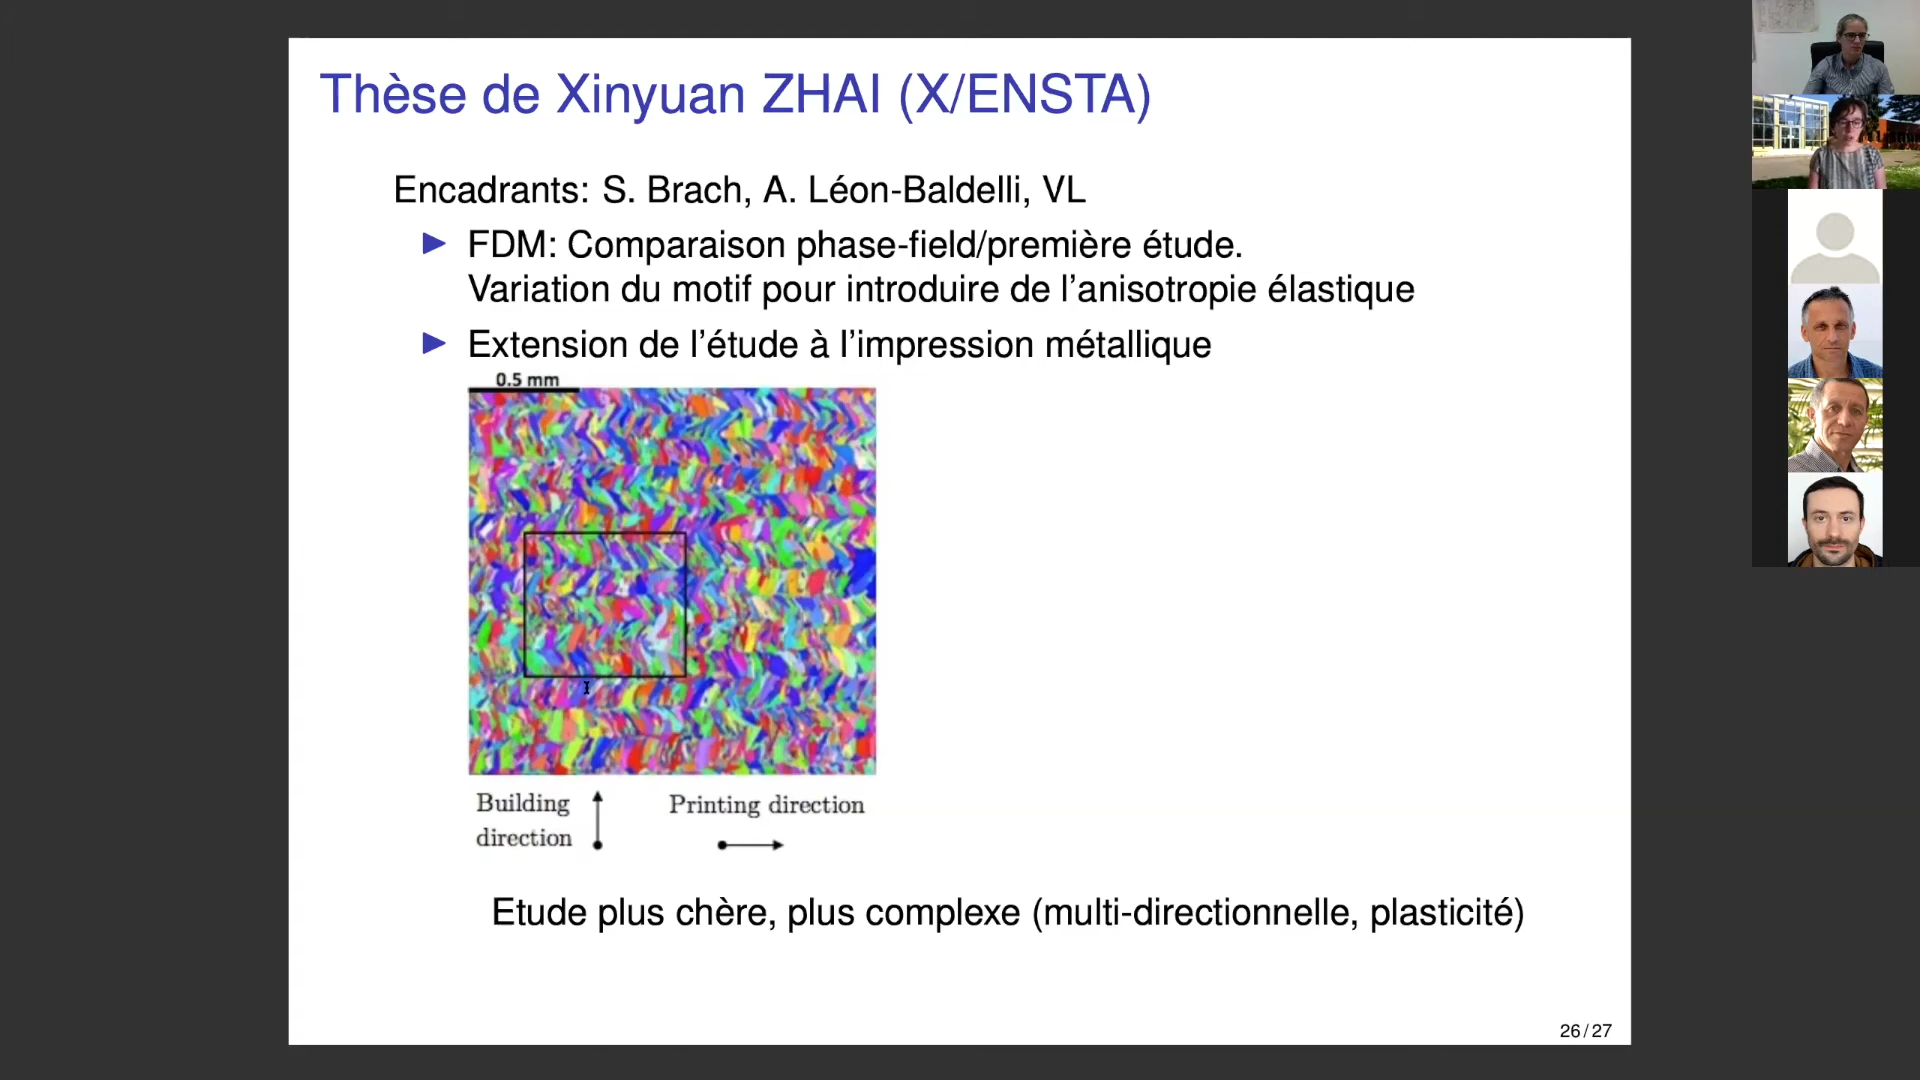 Thèse de Xinyuan ZHAI (X/ENSTA)
Encadrants: S. Brach, A. Léon-Baldelli, VL
FDM: Comparaison phase-field/première étude.
Variation du motif pour introduire de l'anisotropie élastique
Extension de l'étude à l'impression métallique
0.5 mm
Building
direction
Printing direction
Etude plus chère, plus complexe (multi-directionnelle, plasticité)
26 / 27